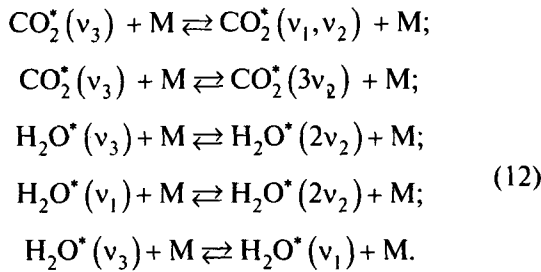 CO₂*(ν₃) + M ⇄ CO₂*(ν₁,ν₂) + M;
CO₂*(ν₃) + M ⇄ CO₂*(3ν₂) + M;
H₂O*(ν₃) + M ⇄ H₂O*(2ν₂) + M;
H₂O*(ν₁) + M ⇄ H₂O*(2ν₂) + M;
(12)
H₂O*(ν₃) + M ⇄ H₂O*(ν₁) + M.